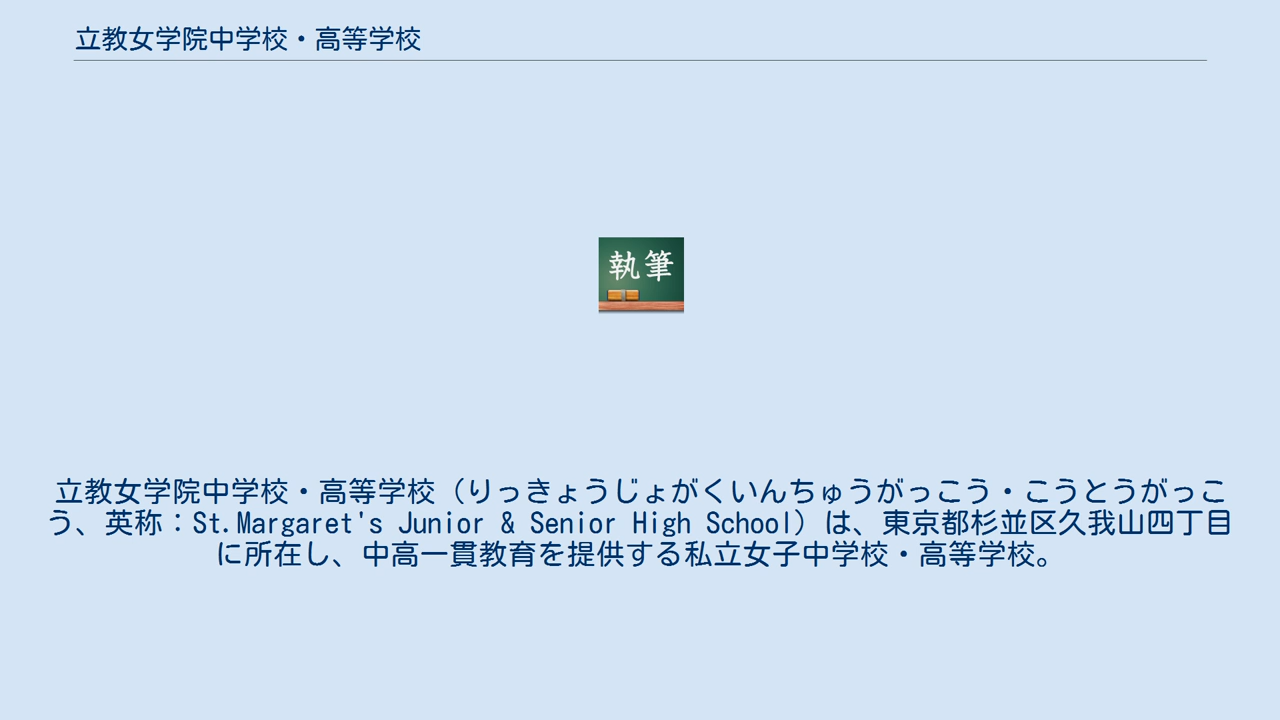 立教女学院中学校・高等学校
執筆
立教女学院中学校・高等学校（りっきょうじょがくいんちゅうがっこう・こうとうがっこ
う、英称：St.Margaret's Junior & Senior High School）は、東京都杉並区久我山四丁目
に所在し、中高一貫教育を提供する私立女子中学校・高等学校。